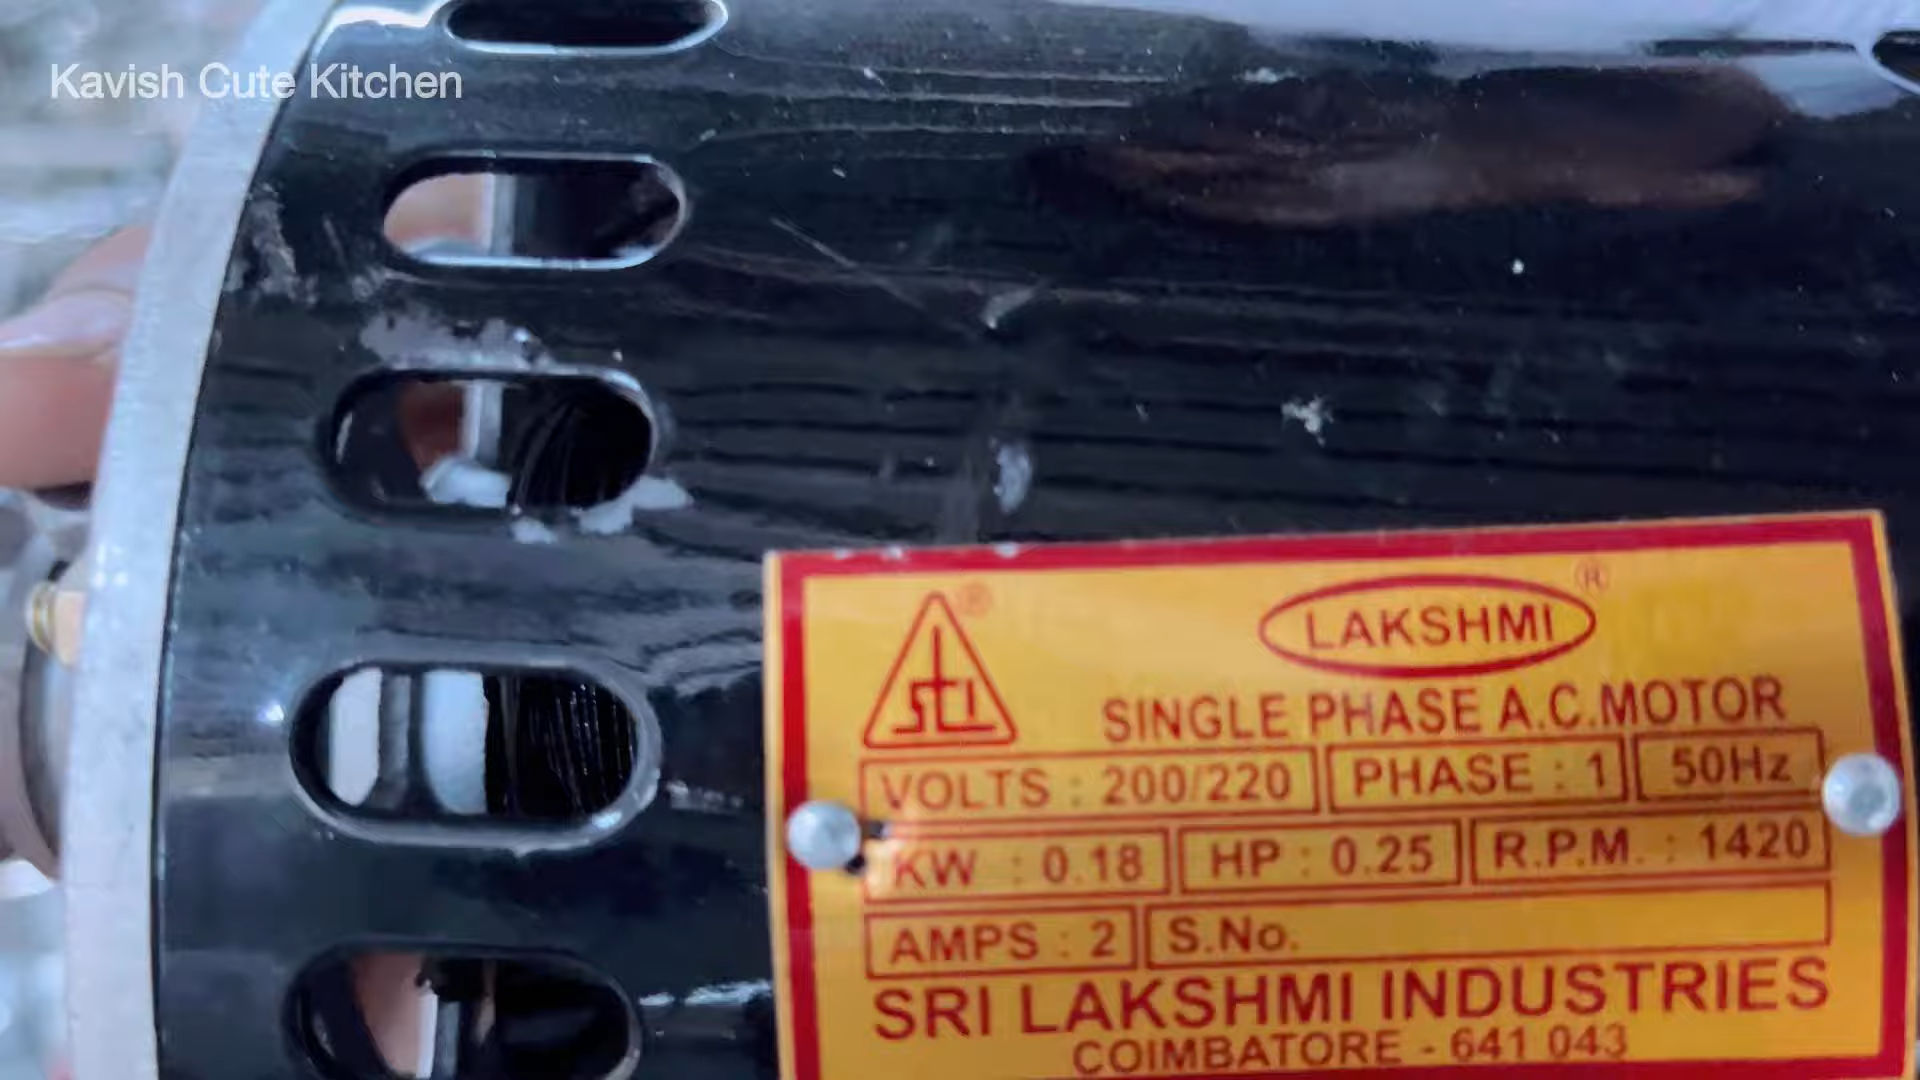 Kavish Cute Kitchen
LAKSHMI ®
SINGLE PHASE A.C.MOTOR
VOLTS : 200/220 PHASE : 1 50Hz
KW : 0.18 HP : 0.25 R.P.M. : 1420
AMPS : 2 S.No.
SRI LAKSHMI INDUSTRIES
COIMBATORE - 641 043